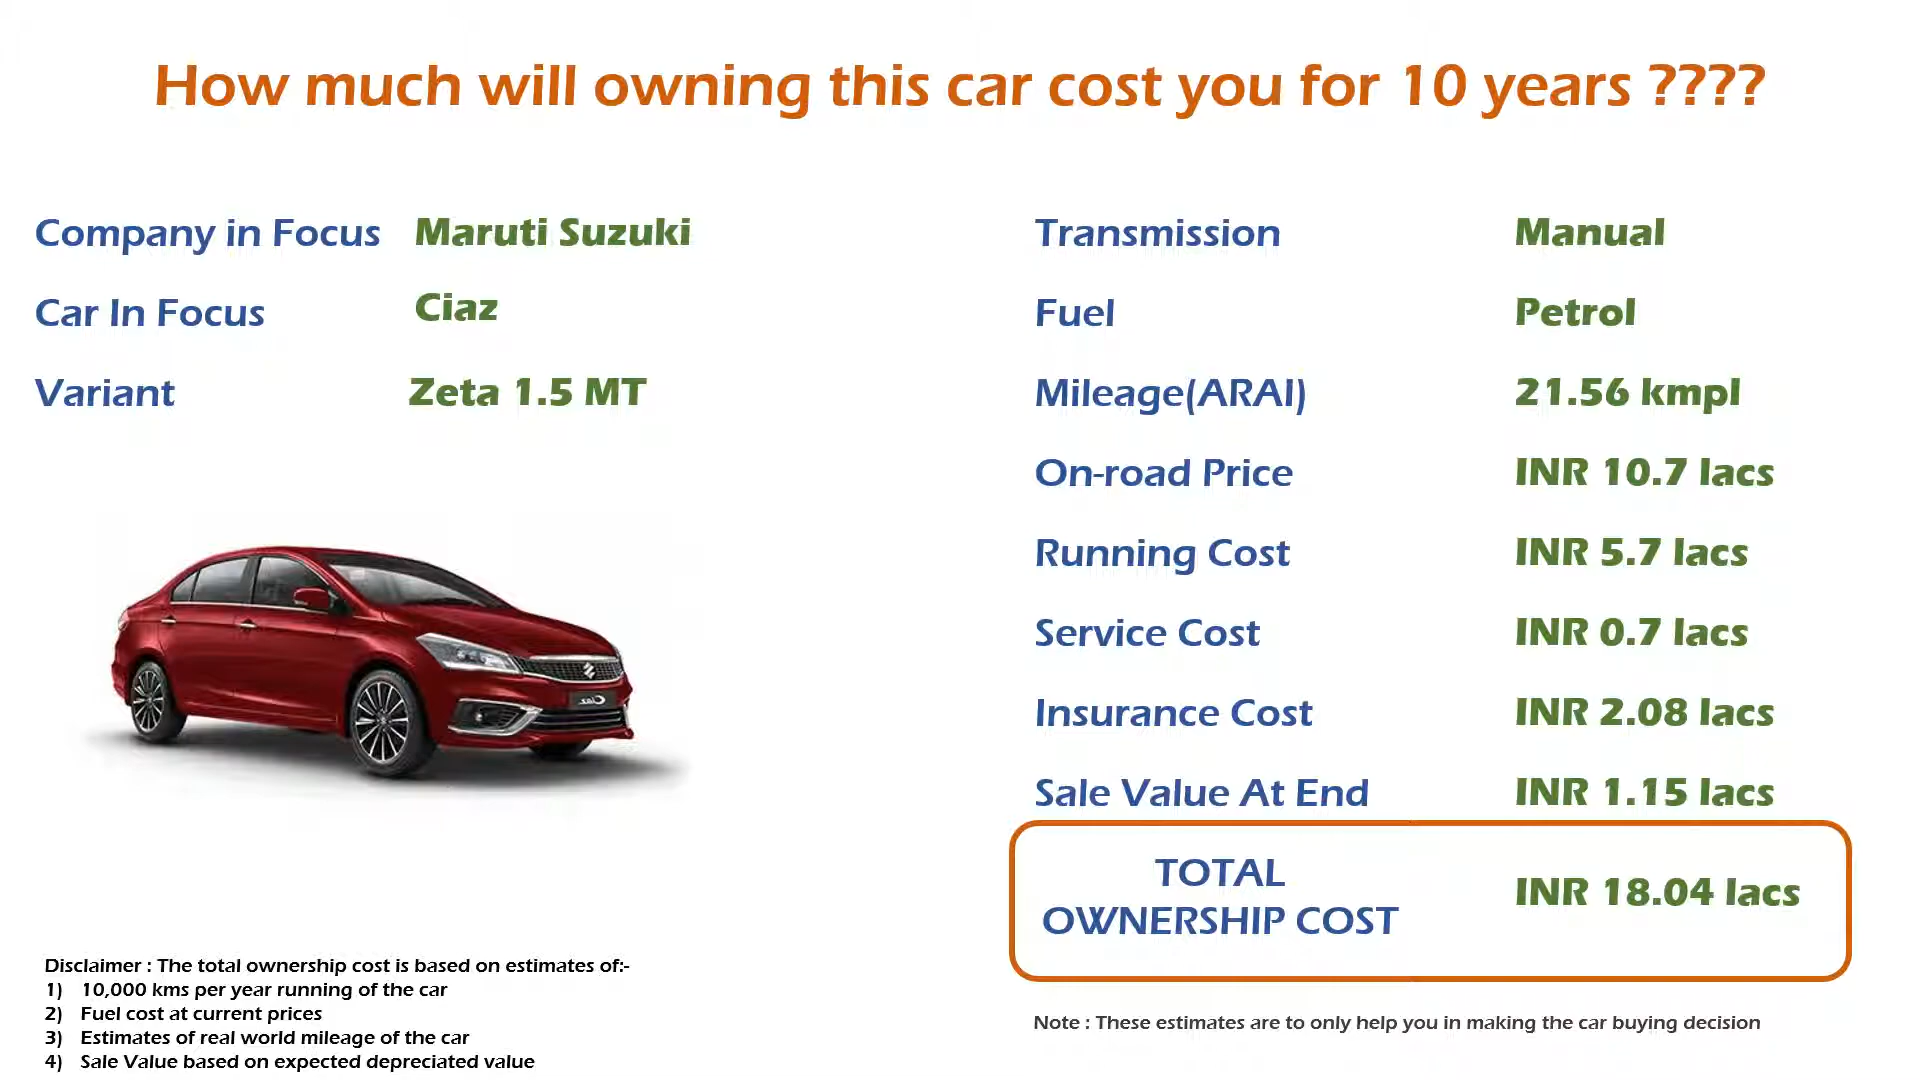 How much will owning this car cost you for 10 years ????
Company in Focus Maruti Suzuki
Car In Focus Ciaz
Variant Zeta 1.5 MT
Transmission Manual
Fuel Petrol
Mileage(ARAI) 21.56 kmpl
On-road Price INR 10.7 lacs
Running Cost INR 5.7 lacs
Service Cost INR 0.7 lacs
Insurance Cost INR 2.08 lacs
Sale Value At End INR 1.15 lacs
TOTAL
OWNERSHIP COST INR 18.04 lacs
Disclaimer : The total ownership cost is based on estimates of:-
1) 10,000 kms per year running of the car
2) Fuel cost at current prices
3) Estimates of real world mileage of the car
4) Sale Value based on expected depreciated value
Note : These estimates are to only help you in making the car buying decision
Ciaz